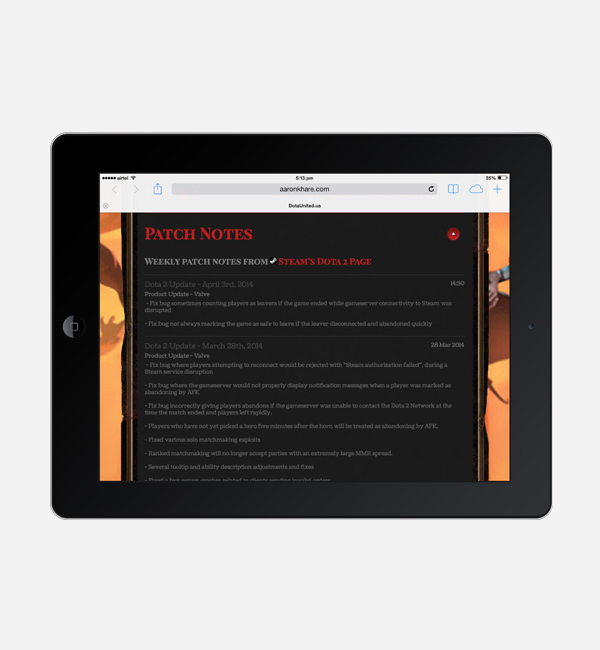 airtel
5:13 pm
35%
aaronkhare.com
DotaUnited.us
Patch Notes
Weekly patch notes from Steam's Dota 2 Page
Dota 2 Update - April 3rd, 2014
14:30
Product Update - Valve
- Fix bug sometimes counting players as leavers if the game ended while gameserver connectivity to Steam was
disrupted
- Fix bug not always marking the game as safe to leave if the leaver disconnected and abandoned quickly
Dota 2 Update - March 28th, 2014
28 Mar 2014
Product Update - Valve
- Fix bug where players attempting to reconnect would be rejected with "Steam authorization failed", during a
Steam service disruption
- Fix bug where the gameserver would not properly display notification messages when a player was marked as
abandoning by AFK
- Fix bug incorrectly giving players abandons if the gameserver was unable to contact the Dota 2 Network at the
time the match ended and players left rapidly.
- Players who have not yet picked a hero five minutes after the horn will be treated as abandoning by AFK.
- Fixed various solo matchmaking exploits
- Ranked matchmaking will no longer accept parties with an extremely large MMR spread.
- Several tooltip and ability description adjustments and fixes